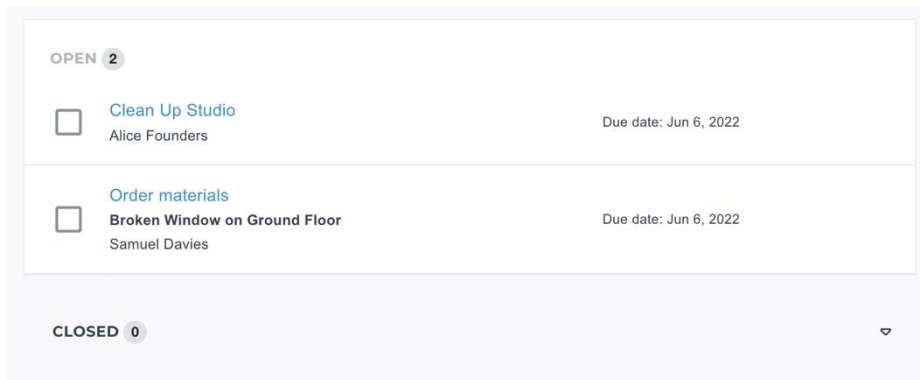 OPEN 2
Clean Up Studio
Alice Founders
Due date: Jun 6, 2022
Order materials
Broken Window on Ground Floor
Samuel Davies
Due date: Jun 6, 2022
CLOSED 0